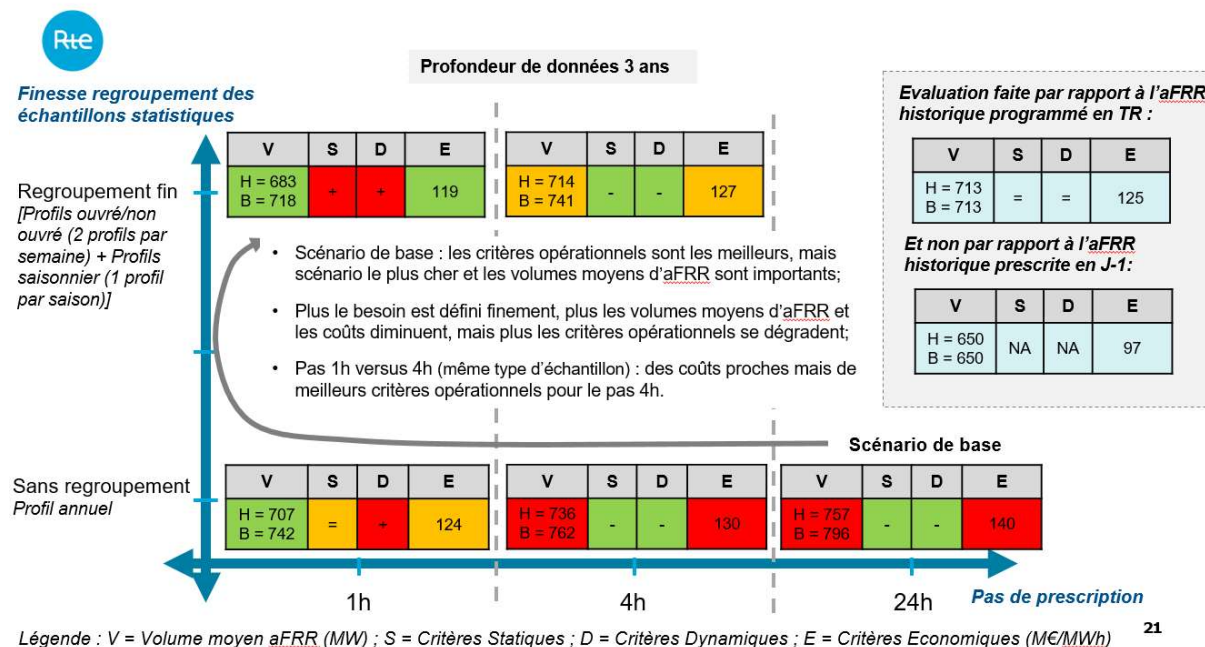 Rte
Profondeur de données 3 ans
Finesse regroupement des
échantillons statistiques
Regroupement fin
[Profils ouvré/non
ouvré (2 profils par
semaine) + Profils
saisonnier (1 profil
par saison)]
V S D E
H = 683
B = 718
+ + 119
V S D E
H = 714
B = 741
- - 127
• Scénario de base : les critères opérationnels sont les meilleurs, mais
scénario le plus cher et les volumes moyens d'aFRR sont importants;
• Plus le besoin est défini finement, plus les volumes moyens d'aFRR et
les coûts diminuent, mais plus les critères opérationnels se dégradent;
• Pas 1h versus 4h (même type d'échantillon) : des coûts proches mais de
meilleurs critères opérationnels pour le pas 4h.
Evaluation faite par rapport à l'aFRR
historique programmé en TR :
V S D E
H = 713
B = 713
= = 125
Et non par rapport à l'aFRR
historique prescrite en J-1:
V S D E
H = 650
B = 650
NA NA 97
Scénario de base
Sans regroupement
Profil annuel
V S D E
H = 707
B = 742
= + 124
V S D E
H = 736
B = 762
- - 130
V S D E
H = 757
B = 796
- - 140
1h 4h 24h
Pas de prescription
Légende : V = Volume moyen aFRR (MW) ; S = Critères Statiques ; D = Critères Dynamiques ; E = Critères Economiques (M€/MWh)
21